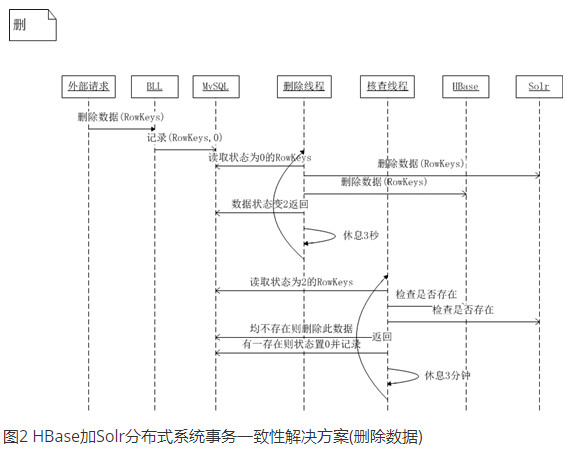 删
外部请求 BLL MySQL 删除线程 核查线程 HBase Solr
删除数据(RowKeys)
记录(RowKeys,0)
读取状态为0的RowKeys
删除数据(RowKeys)
删除数据(RowKeys)
数据状态变2返回
休息3秒
读取状态为2的RowKeys
检查是否存在
检查是否存在
均不存在则删除此数据
返回
有一存在则状态置0并记录
休息3分钟
图2 HBase加Solr分布式系统事务一致性解决方案(删除数据)